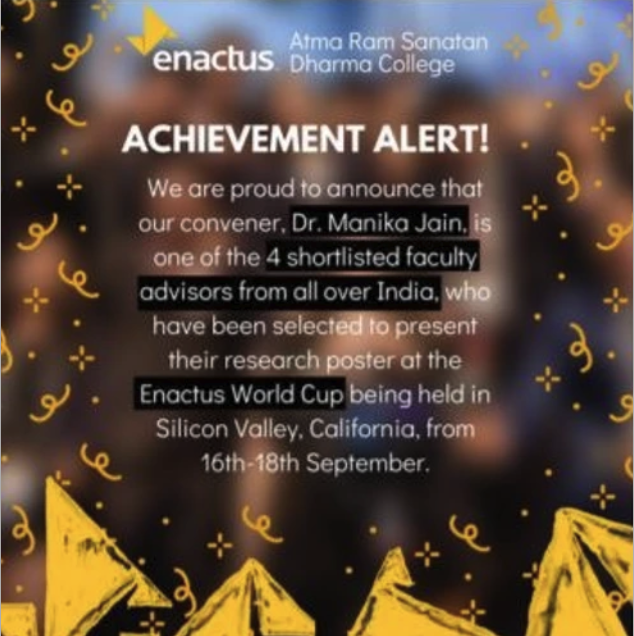 enactus
Atma Ram Sanatan
Dharma College
ACHIEVEMENT ALERT!
We are proud to announce that
our convener, Dr. Manika Jain, is
one of the 4 shortlisted faculty
advisors from all over India, who
have been selected to present
their research poster at the
Enactus World Cup being held in
Silicon Valley, California, from
16th-18th September.